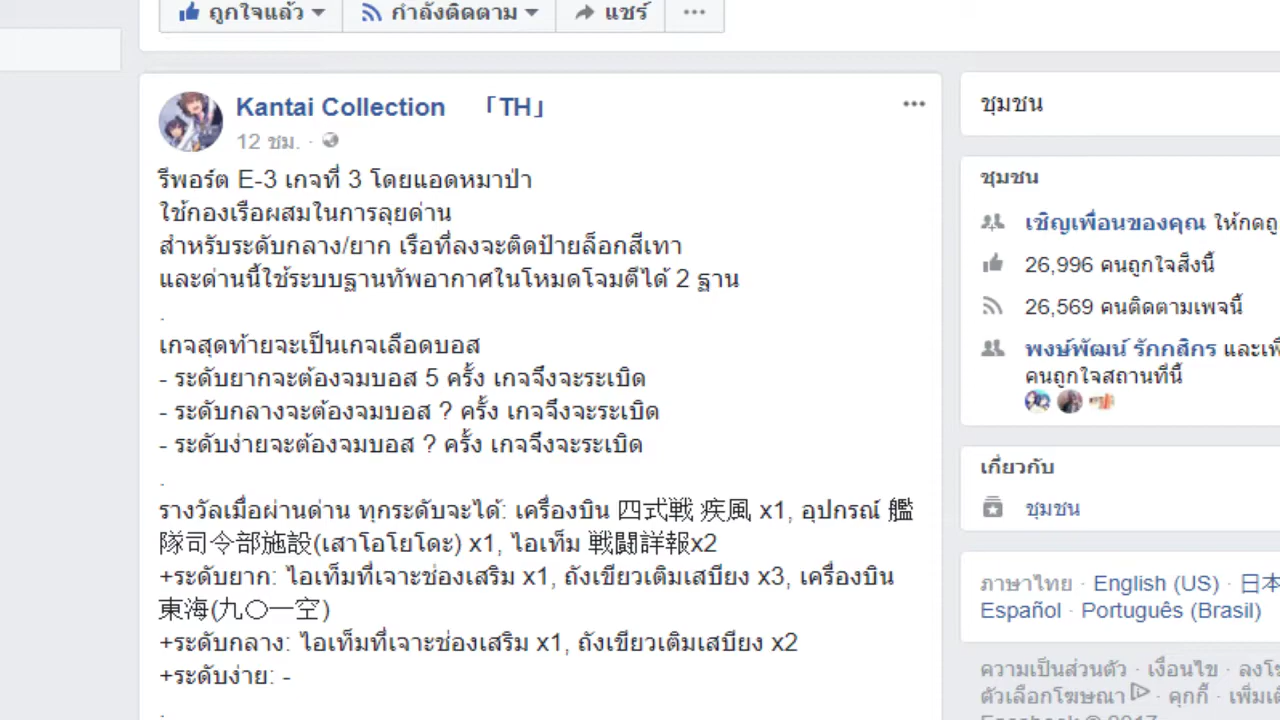 ถูกใจแล้ว กำลังติดตาม แชร์ ...
Kantai Collection 「TH」
12 ชม. ·
รีพอร์ต E-3 เกจที่ 3 โดยแอดหมาป่า
ใช้กองเรือผสมในการลุยด่าน
สำหรับระดับกลาง/ยาก เรือที่ลงจะติดป้ายล็อกสีเทา
และด่านนี้ใช้ระบบฐานทัพอากาศในโหมดโจมตีได้ 2 ฐาน
.
เกจสุดท้ายจะเป็นเกจเลือดบอส
- ระดับยากจะต้องจมบอส 5 ครั้ง เกจจึงจะระเบิด
- ระดับกลางจะต้องจมบอส ? ครั้ง เกจจึงจะระเบิด
- ระดับง่ายจะต้องจมบอส ? ครั้ง เกจจึงจะระเบิด
.
รางวัลเมื่อผ่านด่าน ทุกระดับจะได้: เครื่องบิน 四式戦 疾風 x1, อุปกรณ์ 艦
隊司令部施設(เสาโอโยโดะ) x1, ไอเท็ม 戦闘詳報x2
+ระดับยาก: ไอเท็มที่เจาะช่องเสริม x1, ถังเขียวเติมเสบียง x3, เครื่องบิน
東海(九〇一空)
+ระดับกลาง: ไอเท็มที่เจาะช่องเสริม x1, ถังเขียวเติมเสบียง x2
+ระดับง่าย: -
.
ชุมชน
ชุมชน
เชิญเพื่อนของคุณ ให้กดถู
26,996 คนถูกใจสิ่งนี้
26,569 คนติดตามเพจนี้
พงษ์พัฒน์ รักกสิกร และเพื่
คนถูกใจสถานที่นี้
เกี่ยวกับ
ชุมชน
ภาษาไทย · English (US) · 日本
Español · Português (Brasil)
ความเป็นส่วนตัว · เงื่อนไข · ลงโฆ
ตัวเลือกโฆษณา · คุกกี้ · เพิ่มเติ
Facebook © 2017